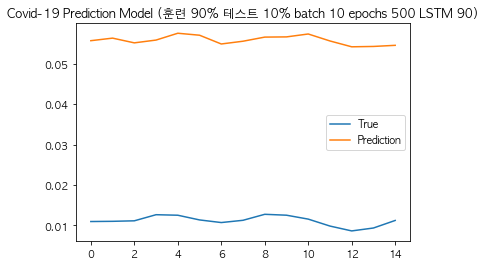 Covid-19 Prediction Model (훈련 90% 테스트 10% batch 10 epochs 500 LSTM 90)
0.05
0.04
0.03
0.02
0.01
True
Prediction
0 2 4 6 8 10 12 14